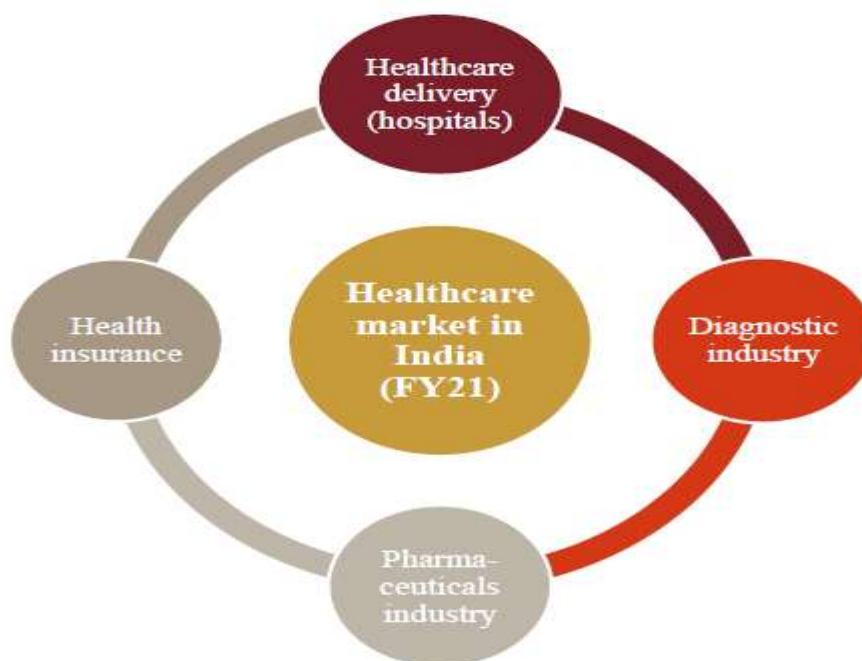 Healthcare
delivery
(hospitals)
Healthcare
market in
India
(FY21)
Health
insurance
Diagnostic
industry
Pharma-
ceuticals
industry